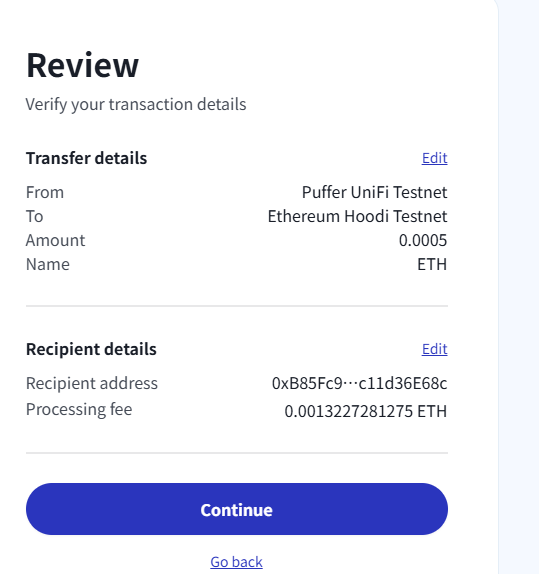 Review
Verify your transaction details
Transfer details Edit
From Puffer UniFi Testnet
To Ethereum Hoodi Testnet
Amount 0.0005
Name ETH
Recipient details Edit
Recipient address 0xB85Fc9···c11d36E68c
Processing fee 0.0013227281275 ETH
Continue
Go back